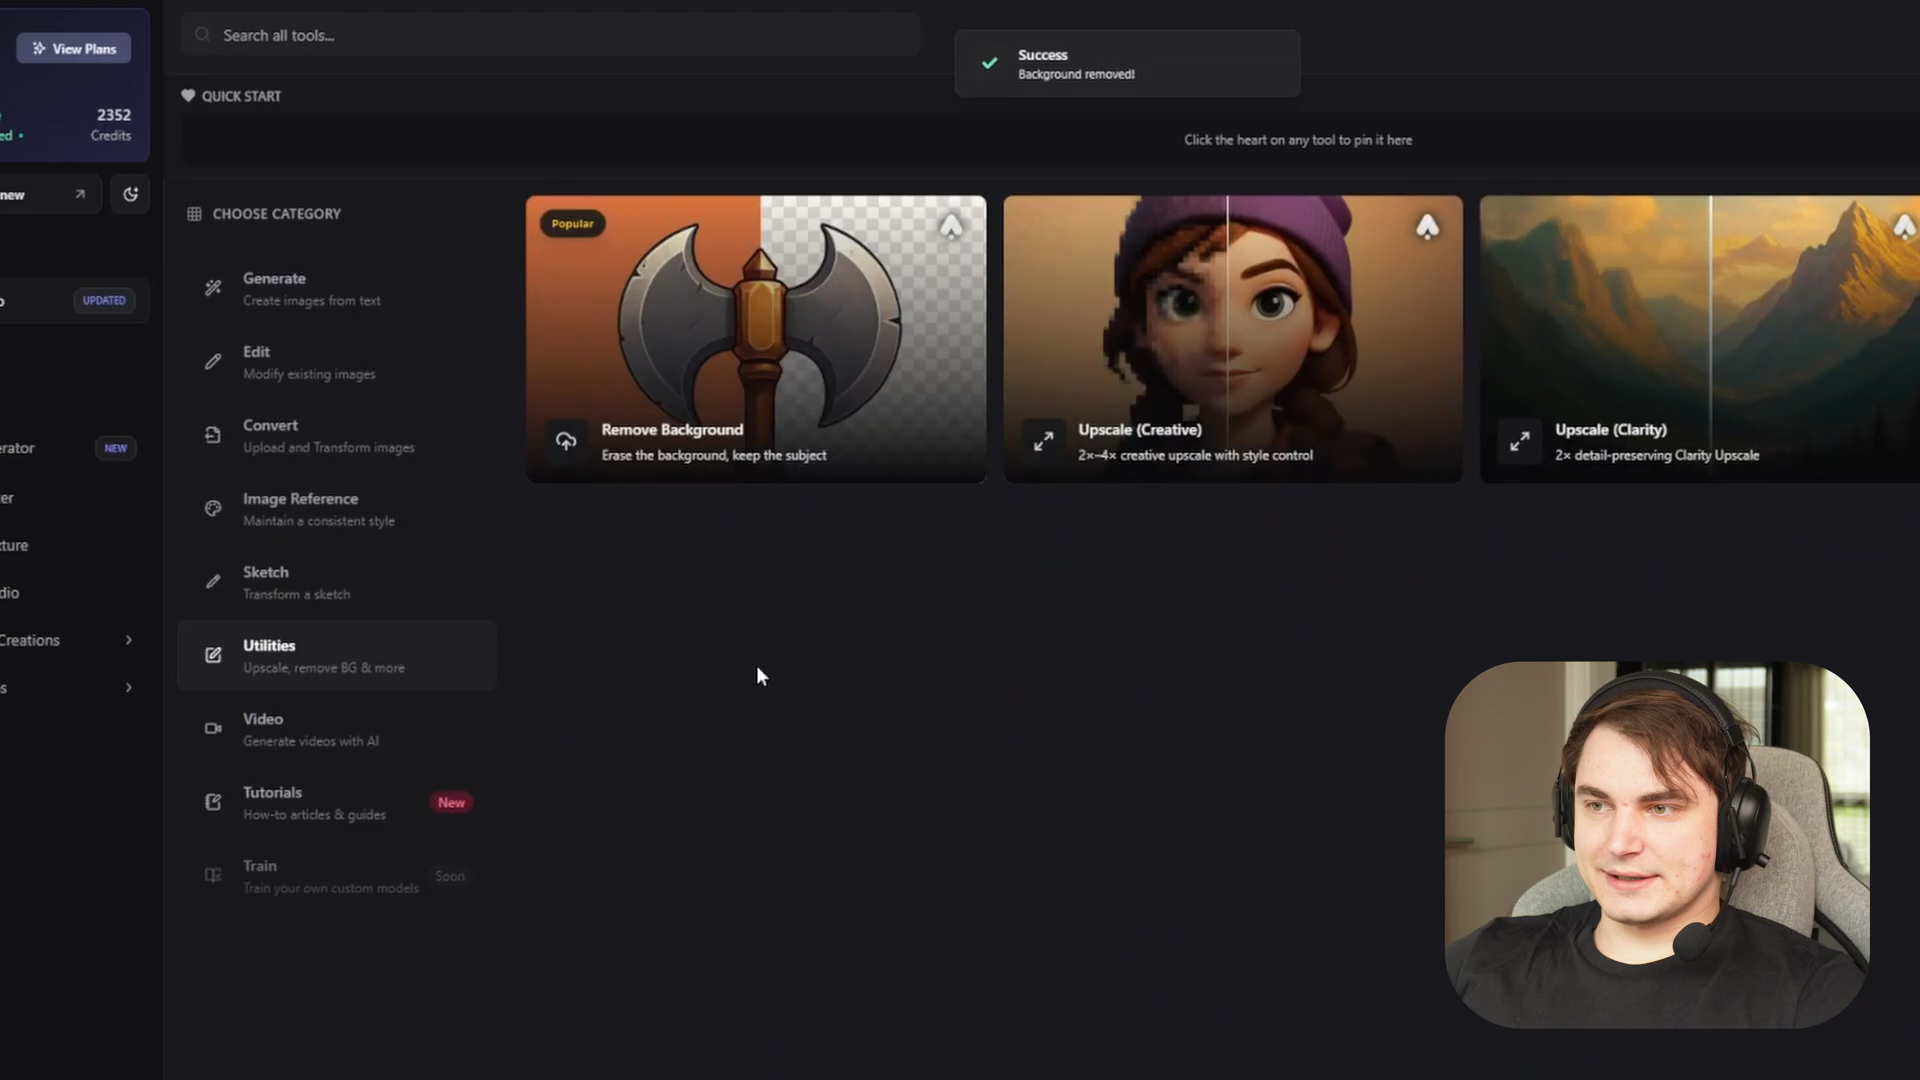 View Plans
2352
Credits
ed •
new
UPDATED
erator
NEW
ter
xture
dio
Creations
s
Search all tools...
QUICK START
Click the heart on any tool to pin it here
Success
Background removed!
CHOOSE CATEGORY
Generate
Create images from text
Edit
Modify existing images
Convert
Upload and Transform images
Image Reference
Maintain a consistent style
Sketch
Transform a sketch
Utilities
Upscale, remove BG & more
Video
Generate videos with AI
Tutorials
How-to articles & guides
New
Train
Train your own custom models
Soon
Popular
Remove Background
Erase the background, keep the subject
Upscale (Creative)
2×–4× creative upscale with style control
Upscale (Clarity)
2× detail-preserving Clarity Upscale